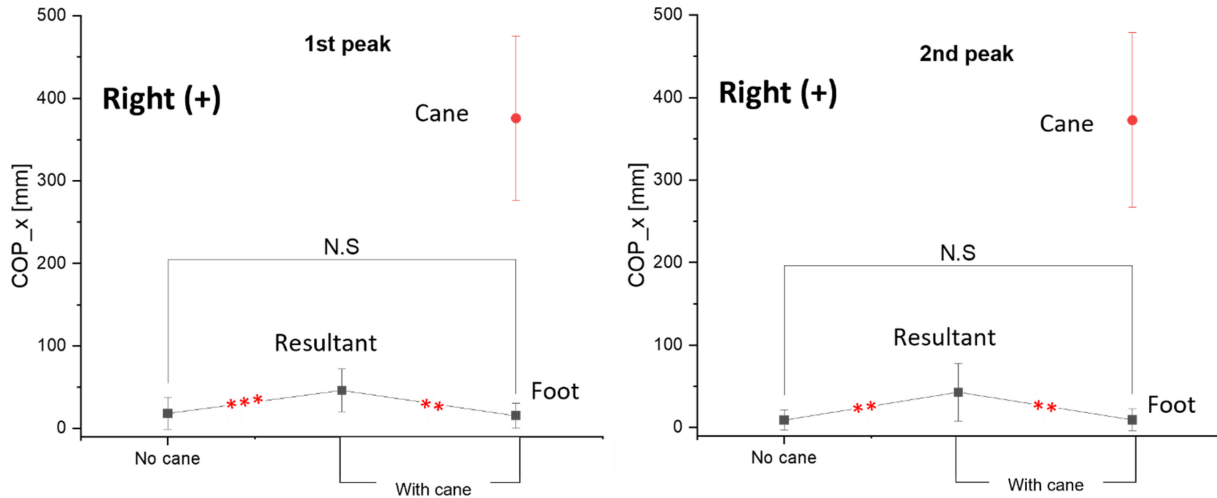 500
400
300
200
100
0
COP_x [mm]
1st peak
Right (+)
Cane
N.S
Resultant
Foot
***
**
No cane
With cane
500
400
300
200
100
0
COP_x [mm]
2nd peak
Right (+)
Cane
N.S
Resultant
Foot
**
**
No cane
With cane